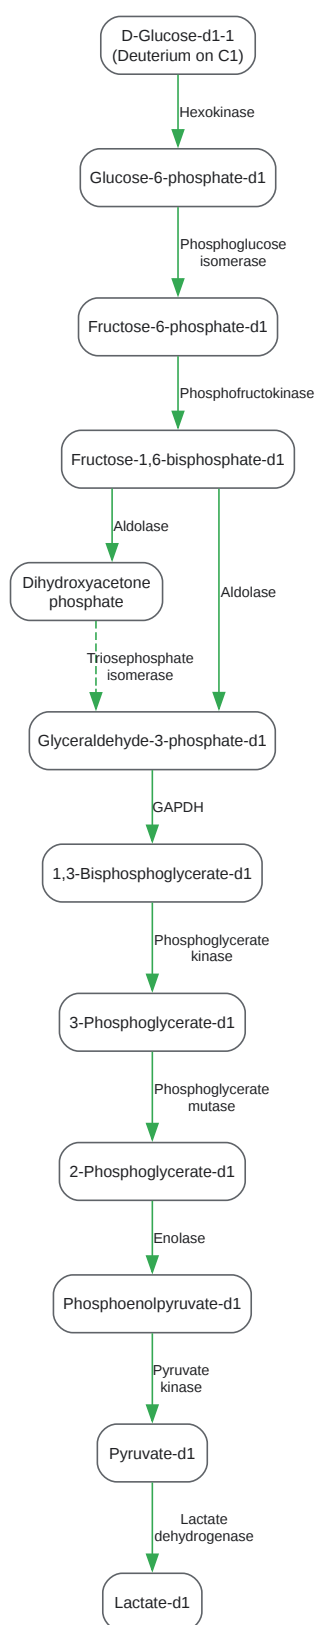 D-Glucose-d1-1
(Deuterium on C1)
Hexokinase
Glucose-6-phosphate-d1
Phosphoglucose
isomerase
Fructose-6-phosphate-d1
Phosphofructokinase
Fructose-1,6-bisphosphate-d1
Aldolase
Dihydroxyacetone
phosphate
Aldolase
Triosephosphate
isomerase
Glyceraldehyde-3-phosphate-d1
GAPDH
1,3-Bisphosphoglycerate-d1
Phosphoglycerate
kinase
3-Phosphoglycerate-d1
Phosphoglycerate
mutase
2-Phosphoglycerate-d1
Enolase
Phosphoenolpyruvate-d1
Pyruvate
kinase
Pyruvate-d1
Lactate
dehydrogenase
Lactate-d1